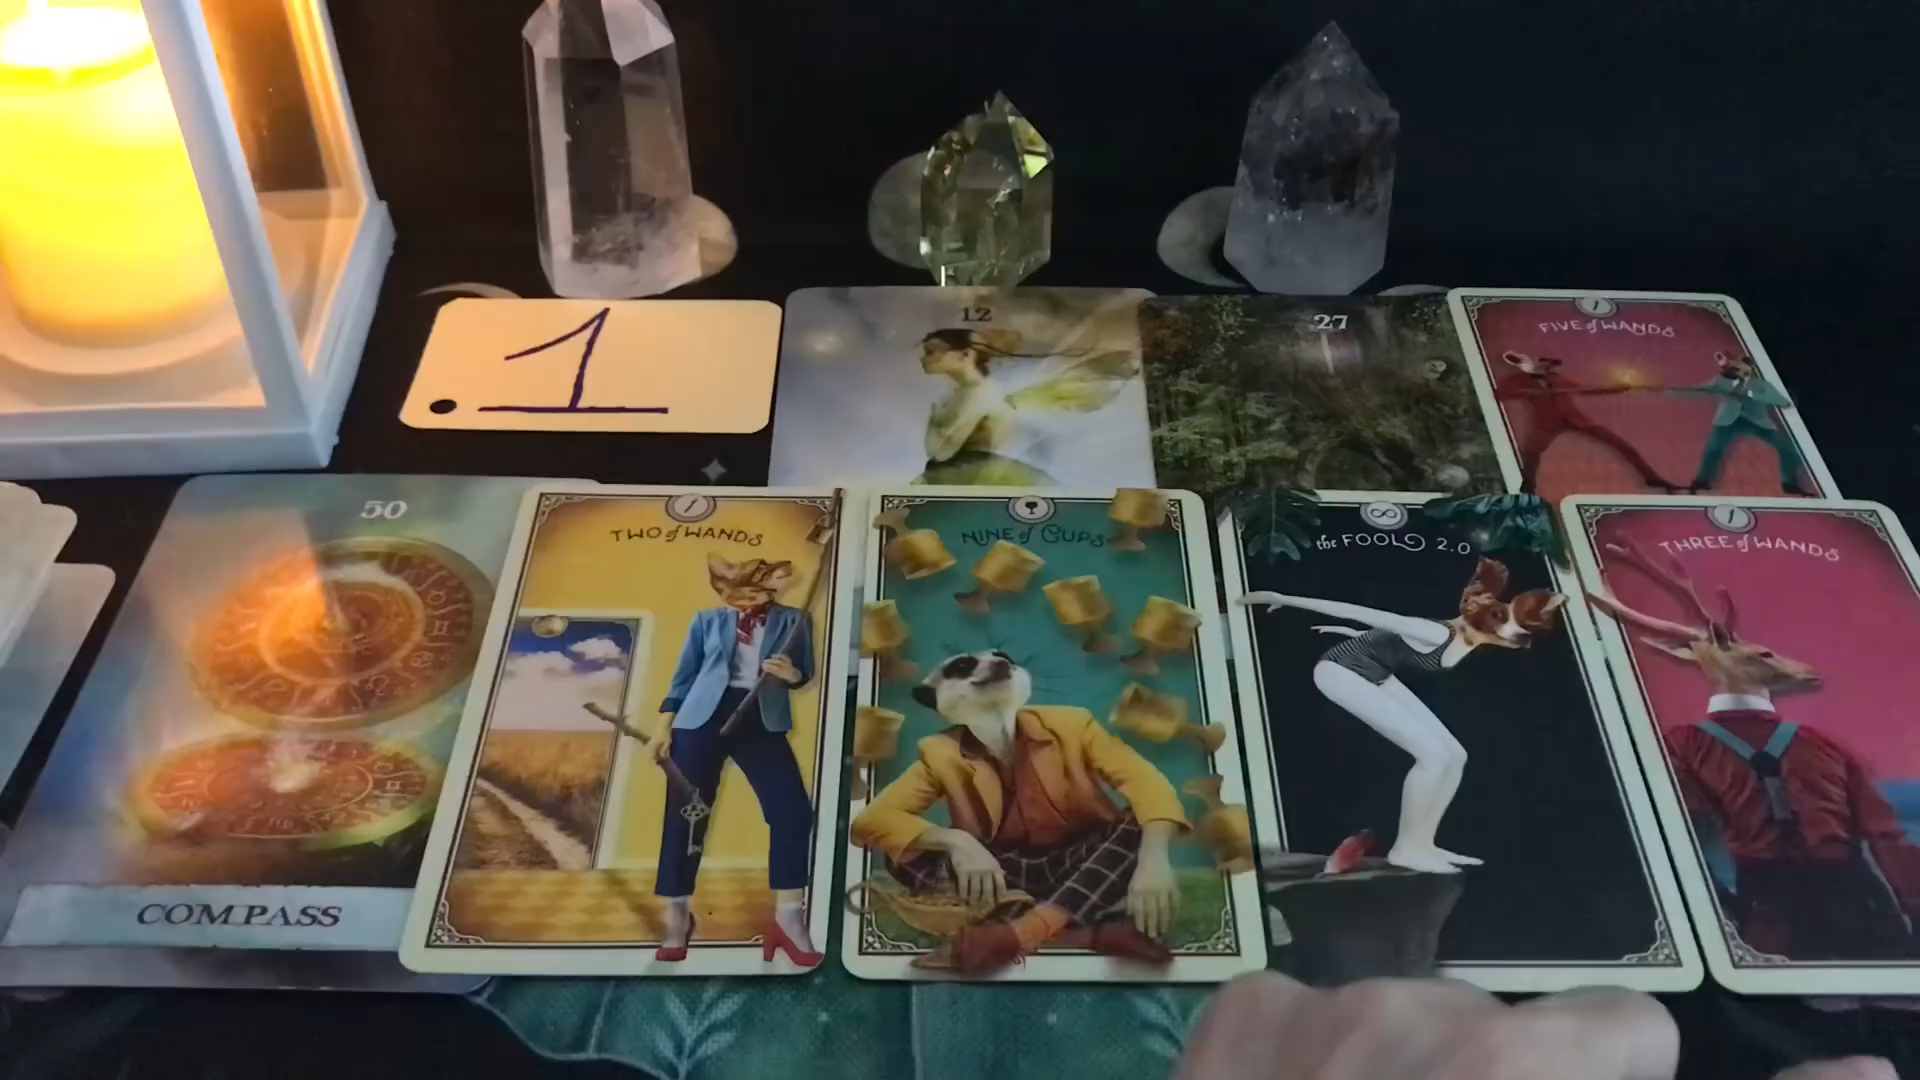 1
12
27
FIVE of WANDS
50
TWO of WANDS
NINE of CUPS
the FOOL 2.0
THREE of WANDS
COMPASS